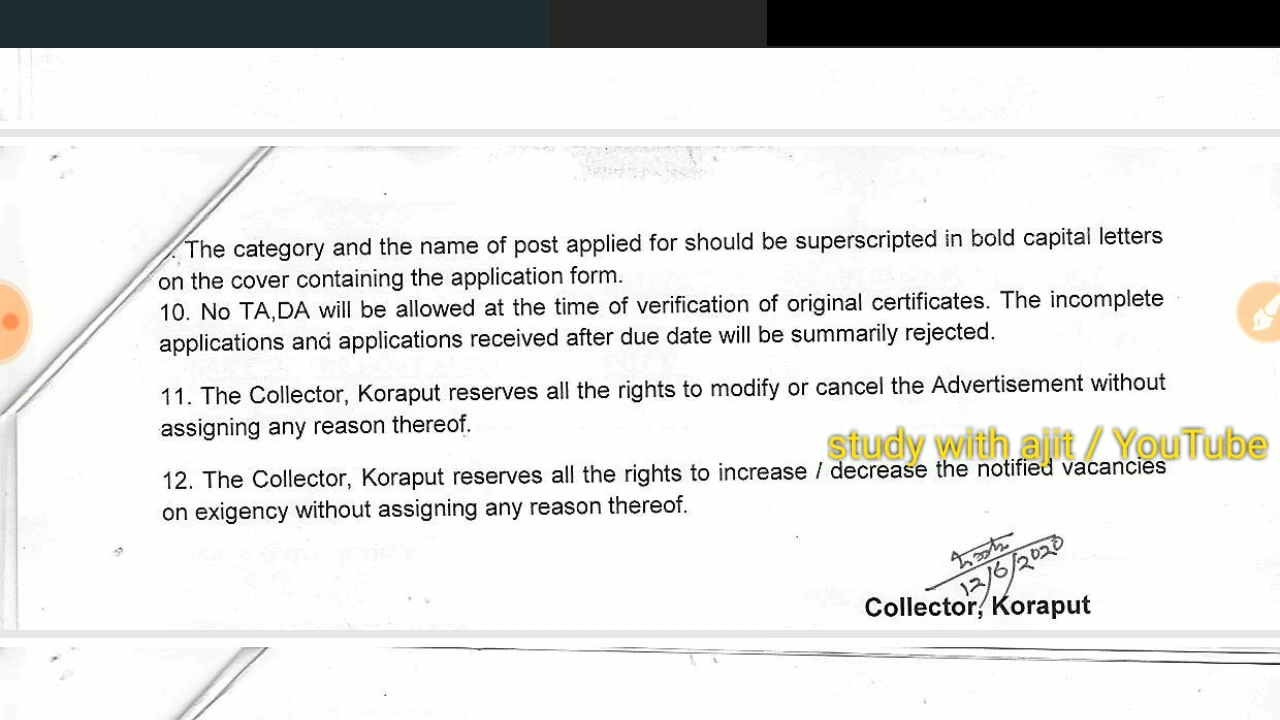 . The category and the name of post applied for should be superscripted in bold capital letters
on the cover containing the application form.
10. No TA,DA will be allowed at the time of verification of original certificates. The incomplete
applications and applications received after due date will be summarily rejected.
11. The Collector, Koraput reserves all the rights to modify or cancel the Advertisement without
assigning any reason thereof.
study with ajit / YouTube
12. The Collector, Koraput reserves all the rights to increase / decrease the notified vacancies
on exigency without assigning any reason thereof.
12/6/2020
Collector, Koraput